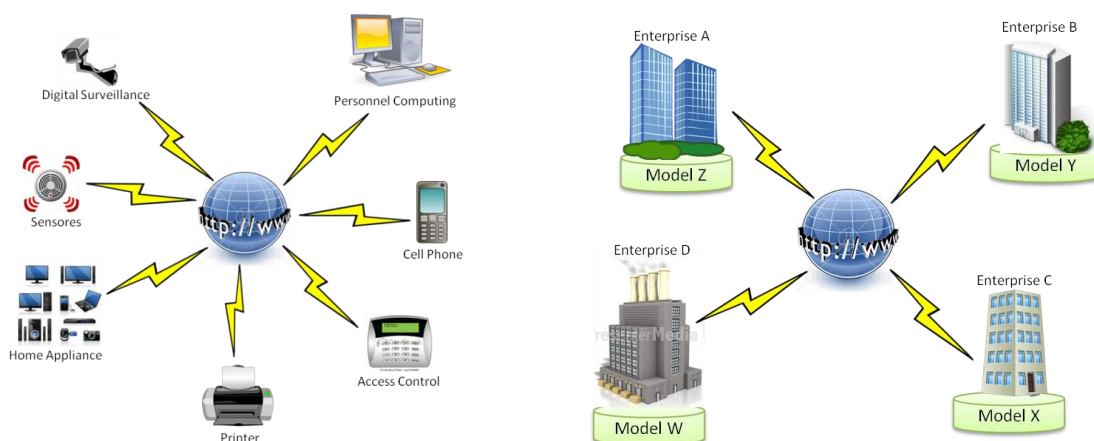 Digital Surveillance
Personnel Computing
Sensores
http://www
Cell Phone
Home Appliance
MENU
Access Control
Printer
Enterprise A
Model Z
Enterprise B
Model Y
http://www
Enterprise D
Model W
Enterprise C
Model X